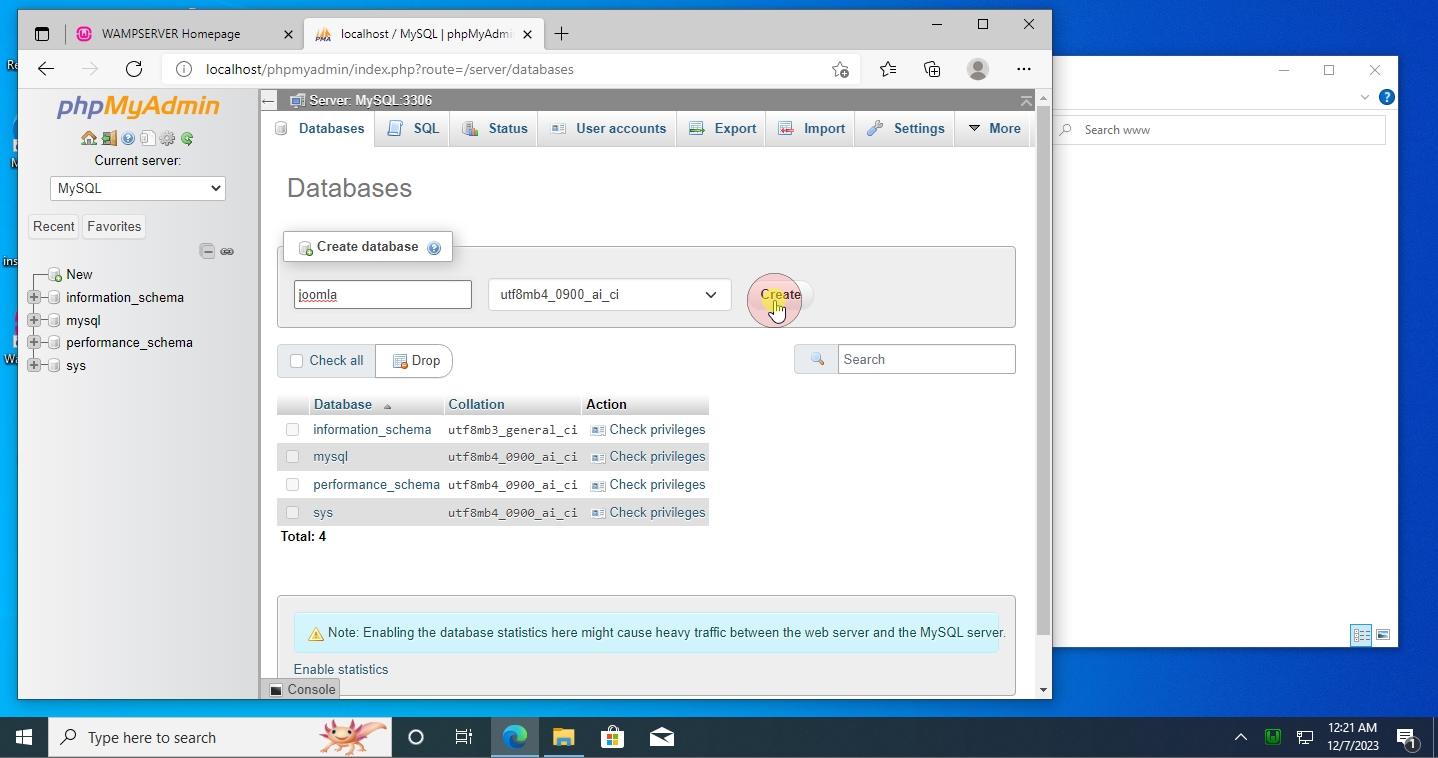 WAMPSERVER Homepage
localhost / MySQL | phpMyAdmi
localhost/phpmyadmin/index.php?route=/server/databases
phpMyAdmin
Current server:
MySQL
Recent Favorites
New
information_schema
mysql
performance_schema
sys
Server: MySQL:3306
Databases SQL Status User accounts Export Import Settings More
Databases
Create database
joomla utf8mb4_0900_ai_ci Create
Check all Drop Search
Database Collation Action
information_schema utf8mb3_general_ci Check privileges
mysql utf8mb4_0900_ai_ci Check privileges
performance_schema utf8mb4_0900_ai_ci Check privileges
sys utf8mb4_0900_ai_ci Check privileges
Total: 4
Note: Enabling the database statistics here might cause heavy traffic between the web server and the MySQL server.
Enable statistics
Console
Search www
Re
ins
Wa
Type here to search
12:21 AM
12/7/2023
1